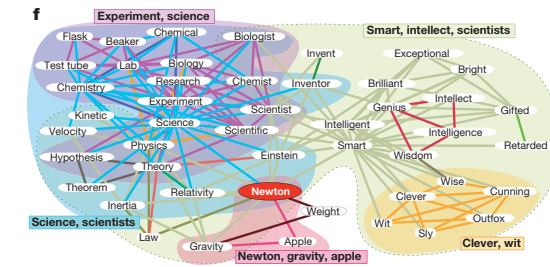 f
Experiment, science
Smart, intellect, scientists
Flask
Beaker
Chemical
Biologist
Invent
Exceptional
Test tube
Lab
Biology
Bright
Chemistry
Research
Chemist
Inventor
Brilliant
Experiment
Genius
Intellect
Kinetic
Science
Scientist
Gifted
Velocity
Scientific
Intelligent
Intelligence
Physics
Smart
Retarded
Hypothesis
Theory
Einstein
Wisdom
Theorem
Relativity
Newton
Wise
Cunning
Inertia
Clever
Science, scientists
Weight
Wit
Outfox
Law
Sly
Gravity
Apple
Clever, wit
Newton, gravity, apple